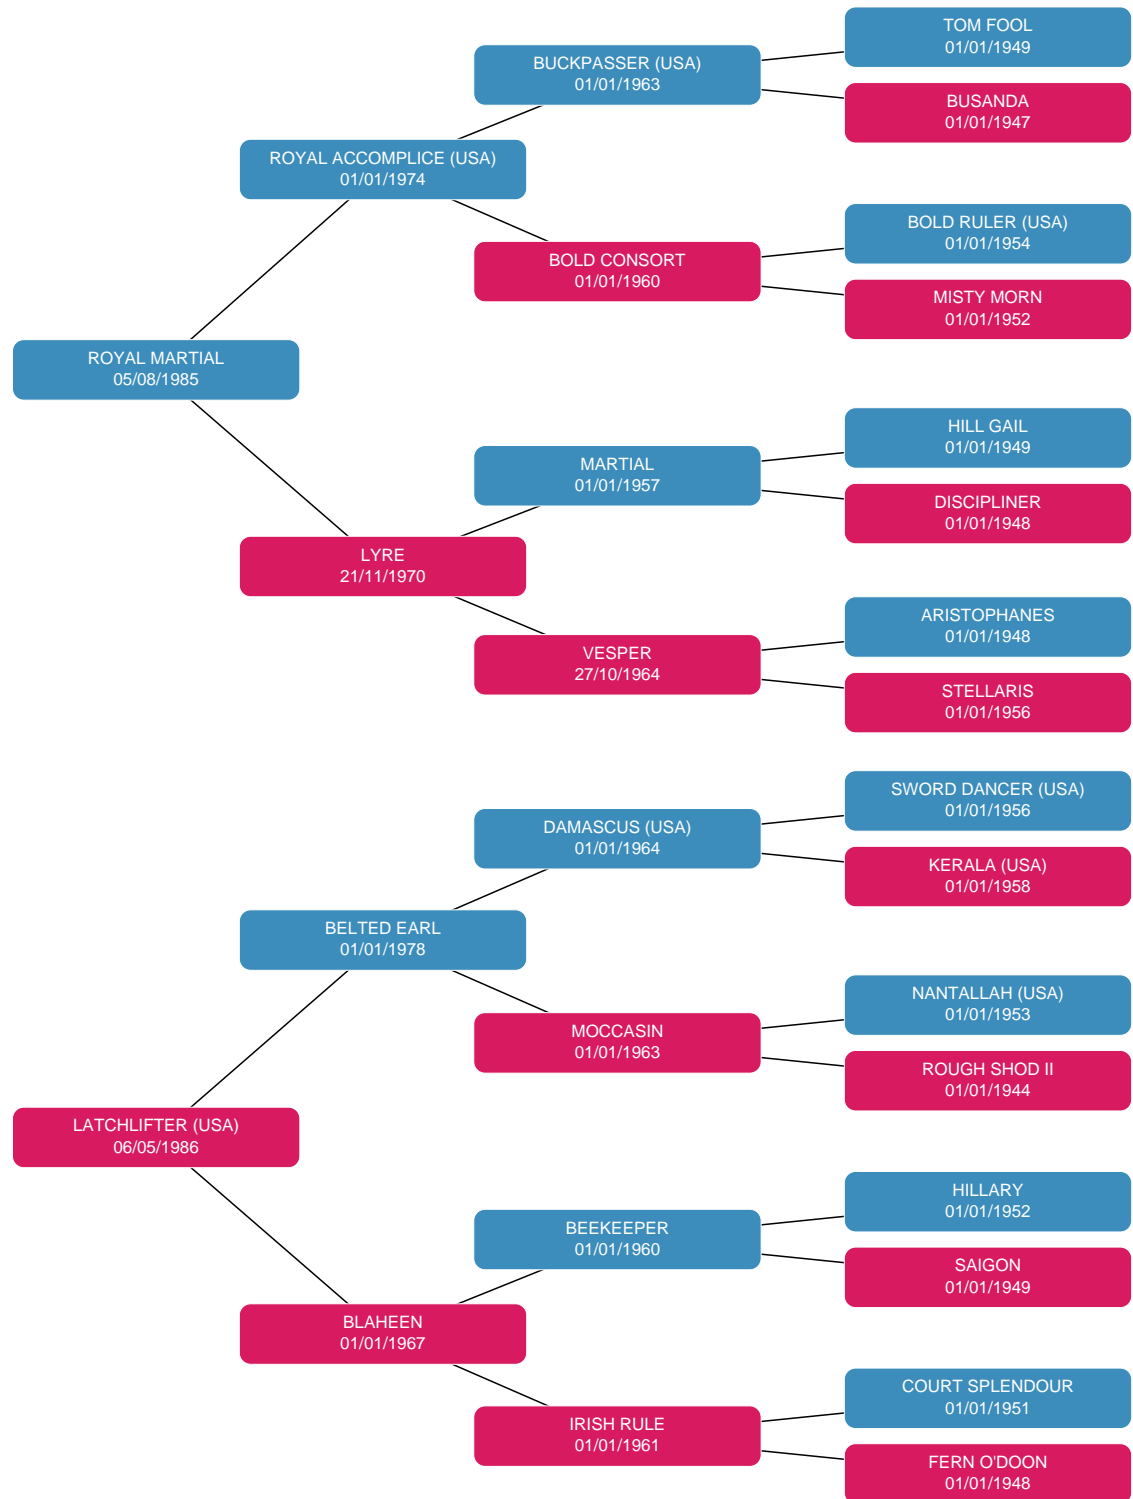 TOM FOOL
01/01/1949
BUCKPASSER (USA)
01/01/1963
BUSANDA
01/01/1947
ROYAL ACCOMPLICE (USA)
01/01/1974
BOLD RULER (USA)
01/01/1954
BOLD CONSORT
01/01/1960
MISTY MORN
01/01/1952
ROYAL MARTIAL
05/08/1985
HILL GAIL
01/01/1949
MARTIAL
01/01/1957
DISCIPLINER
01/01/1948
LYRE
21/11/1970
ARISTOPHANES
01/01/1948
VESPER
27/10/1964
STELLARIS
01/01/1956
SWORD DANCER (USA)
01/01/1956
DAMASCUS (USA)
01/01/1964
KERALA (USA)
01/01/1958
BELTED EARL
01/01/1978
NANTALLAH (USA)
01/01/1953
MOCCASIN
01/01/1963
ROUGH SHOD II
01/01/1944
LATCHLIFTER (USA)
06/05/1986
HILLARY
01/01/1952
BEEKEEPER
01/01/1960
SAIGON
01/01/1949
BLAHEEN
01/01/1967
COURT SPLENDOUR
01/01/1951
IRISH RULE
01/01/1961
FERN O'DOON
01/01/1948